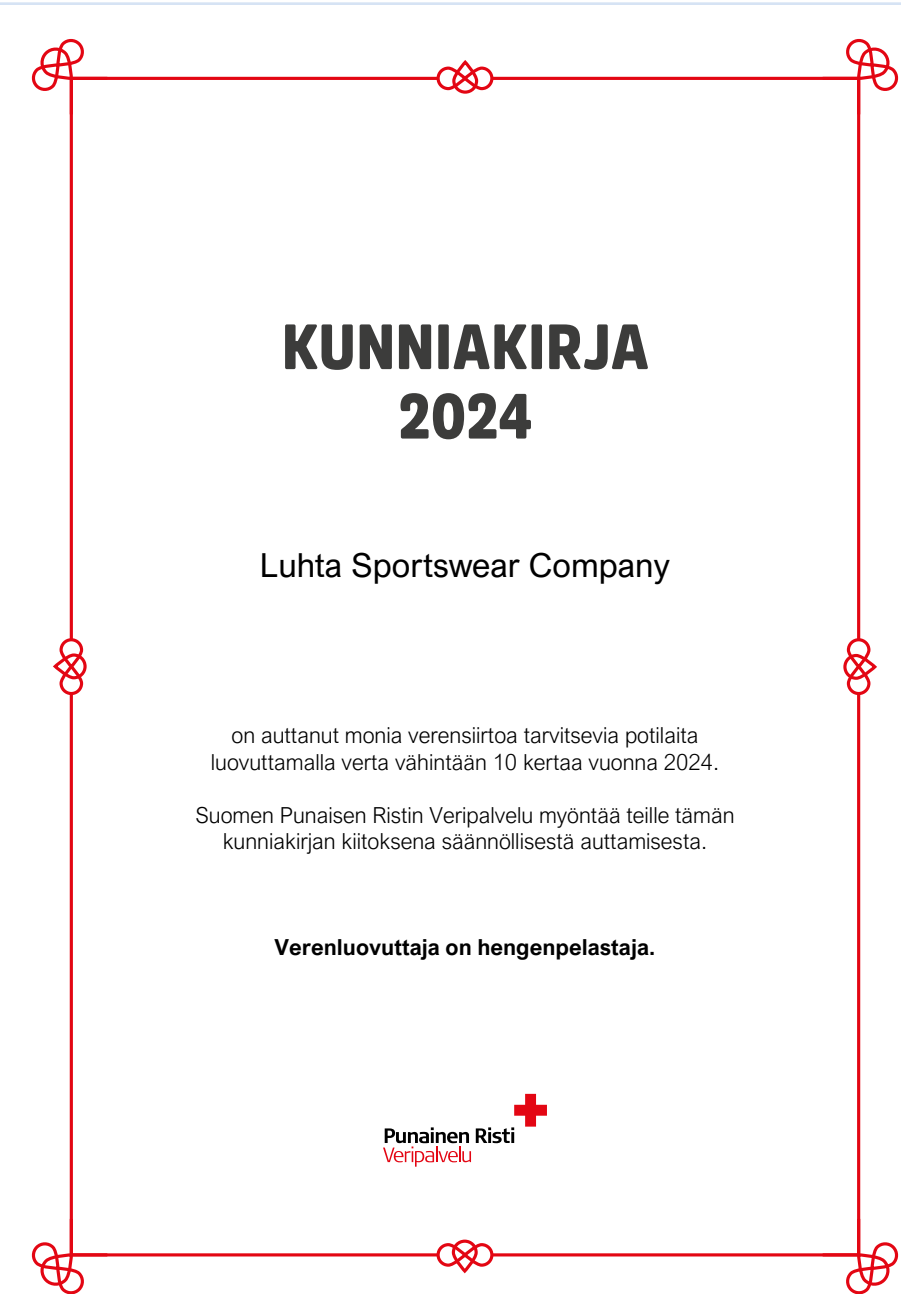 KUNNIAKIRJA
2024
Luhta Sportswear Company
on auttanut monia verensiirtoa tarvitsevia potilaita
luovuttamalla verta vähintään 10 kertaa vuonna 2024.
Suomen Punaisen Ristin Veripalvelu myöntää teille tämän
kunniakirjan kiitoksena säännöllisestä auttamisesta.
Verenluovuttaja on hengenpelastaja.
Punainen Risti
Veripalvelu